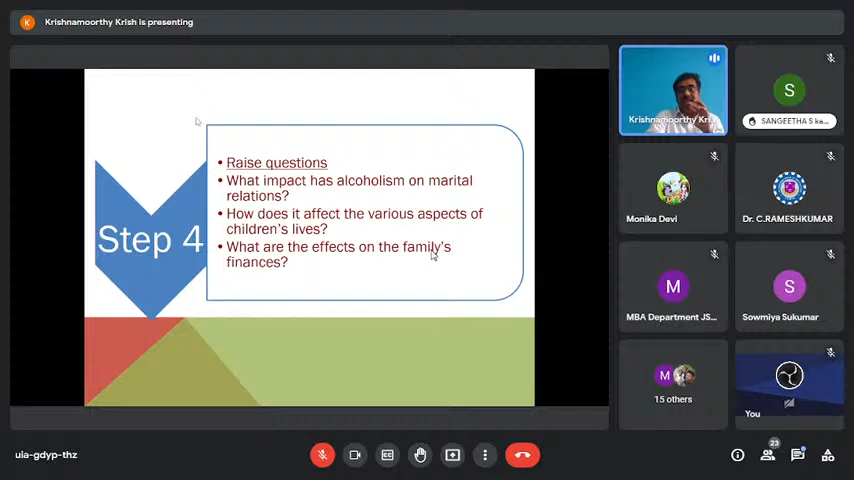 K
Krishnamoorthy Krish is presenting
Step 4
• Raise questions
• What impact has alcoholism on marital
relations?
• How does it affect the various aspects of
children's lives?
• What are the effects on the family's
finances?
Krishnamoorthy Kri...
S
SANGEETHA S ka...
Monika Devi
Dr. C.RAMESHKUMAR
M
MBA Department JS...
S
Sowmiya Sukumar
M
15 others
You
uia-gdyp-thz
23